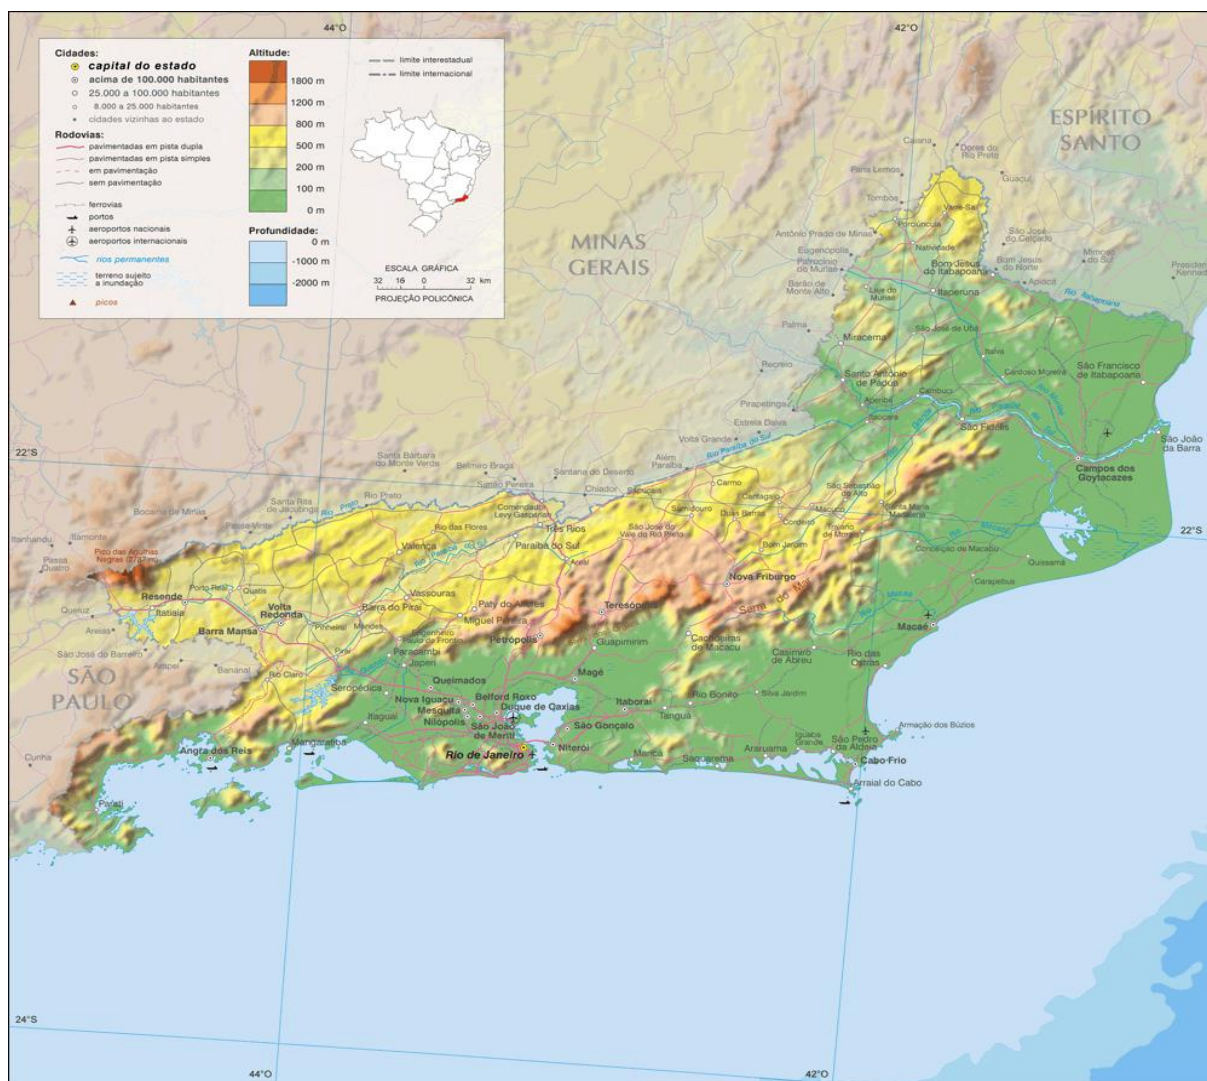 44°O
42°O
Cidades:
capital do estado
acima de 100.000 habitantes
25.000 a 100.000 habitantes
8.000 a 25.000 habitantes
cidades vizinhas ao estado
Rodovias:
pavimentadas em pista dupla
pavimentadas em pista simples
em pavimentação
sem pavimentação
ferrovias
portos
aeroportos nacionais
aeroportos internacionais
rios permanentes
terreno sujeito
a inundação
picos
Altitude:
1800 m
1200 m
800 m
500 m
200 m
100 m
0 m
Profundidade:
0 m
-1000 m
-2000 m
limite interestadual
limite internacional
ESCALA GRÁFICA
32 16 0 32 km
PROJEÇÃO POLICÔNICA
ESPÍRITO
SANTO
MINAS
GERAIS
SÃO
PAULO
Caiana
Dores do
Rio Preto
Faria Lemos
Guaçuí
Tombos
Varre-Sai
Porciúncula
Antônio Prado de Minas
Natividade
São José
do Calçado
Eugenópolis
Patrocínio
de Muriaé
Bom Jesus
do Itabapoana
Bom Jesus
do Norte
Mimoso
do Sul
Apiacá
President
Kenned
Barão de
Monte Alto
Laje do
Muriaé
Itaperuna
Rio Itabapoana
Palma
Miracema
São José de Ubá
Italva
Recreio
Santo Antônio
de Pádua
Cardoso Moreira
São Francisco
de Itabapoana
Cambuci
Pirapetinga
Aperibé
Itaocara
Estrela Dalva
São Fidélis
Volta Grande
Rio Paraíba do Sul
São João
da Barra
Campos dos
Goytacazes
22°S
Santa Bárbara
do Monte Verde
Belmiro Braga
Santana do Deserto
Além
Paraíba
Simão Pereira
Chiador
Sapucaia
Carmo
Cantagalo
São Sebastião
do Alto
Santa Maria
Madalena
22°S
Santa Rita
de Jacutinga
Rio Preto
Rio Preto
Comendador
Levy Gasparian
Sumidouro
Duas Barras
Macuco
Cordeiro
Trajano
de Morais
Bocaina de Minas
Passa Vinte
Rio das Flores
Três Rios
São José do
Vale do Rio Preto
Itanhandu
Itamonte
Valença
Rio Paraíba do Sul
Paraíba do Sul
Bom Jardim
Conceição de Macabu
Passa
Quatro
Pico das Agulhas
Negras (2787 m)
Areal
Quissamã
Carapebus
Nova Friburgo
Resende
Porto Real
Quatis
Vassouras
Serra do Mar
Itatiaia
Volta
Redonda
Barra do Piraí
Paty do Alferes
Teresópolis
Queluz
Miguel Pereira
Macaé
Areias
Barra Mansa
Pinheiral
Mendes
Engenheiro
Paulo de Frontin
Petrópolis
Guapimirim
Cachoeiras
de Macacu
São José do Barreiro
Piraí
Paracambi
Casimiro
de Abreu
Rio das
Ostras
Arapeí
Bananal
Rio Claro
Japeri
Magé
Queimados
Seropédica
Belford Roxo
Nova Iguaçu
Duque de Caxias
Itaboraí
Rio Bonito
Silva Jardim
Mesquita
Nilópolis
Itaguaí
São João
de Meriti
São Gonçalo
Tanguá
Armação dos Búzios
Iguaba
Grande
São Pedro
da Aldeia
Mangaratiba
Angra dos Reis
Rio de Janeiro
Niterói
Maricá
Saquarema
Araruama
Cabo Frio
Cunha
Arraial do Cabo
Parati
24°S
44°O
42°O